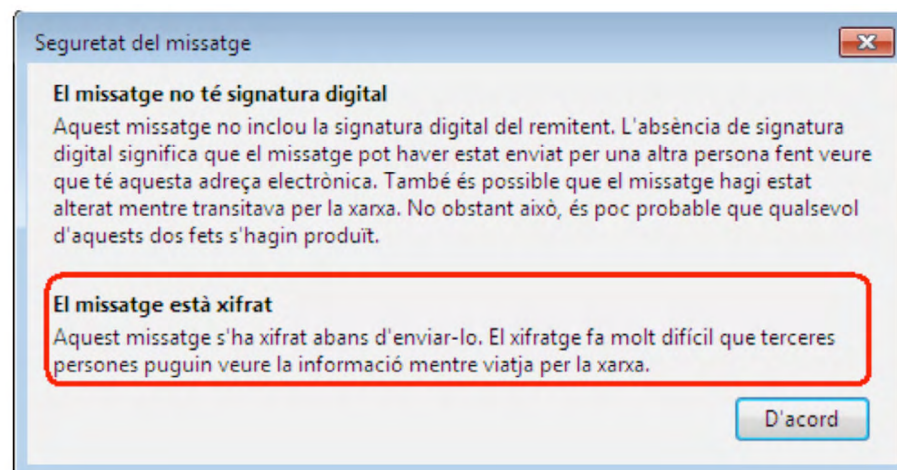 Seguretat del missatge
El missatge no té signatura digital
Aquest missatge no inclou la signatura digital del remitent. L'absència de signatura
digital significa que el missatge pot haver estat enviat per una altra persona fent veure
que té aquesta adreça electrònica. També és possible que el missatge hagi estat
alterat mentre transitava per la xarxa. No obstant això, és poc probable que qualsevol
d'aquests dos fets s'hagin produït.
El missatge està xifrat
Aquest missatge s'ha xifrat abans d'enviar-lo. El xifratge fa molt difícil que terceres
persones puguin veure la informació mentre viatja per la xarxa.
D'acord